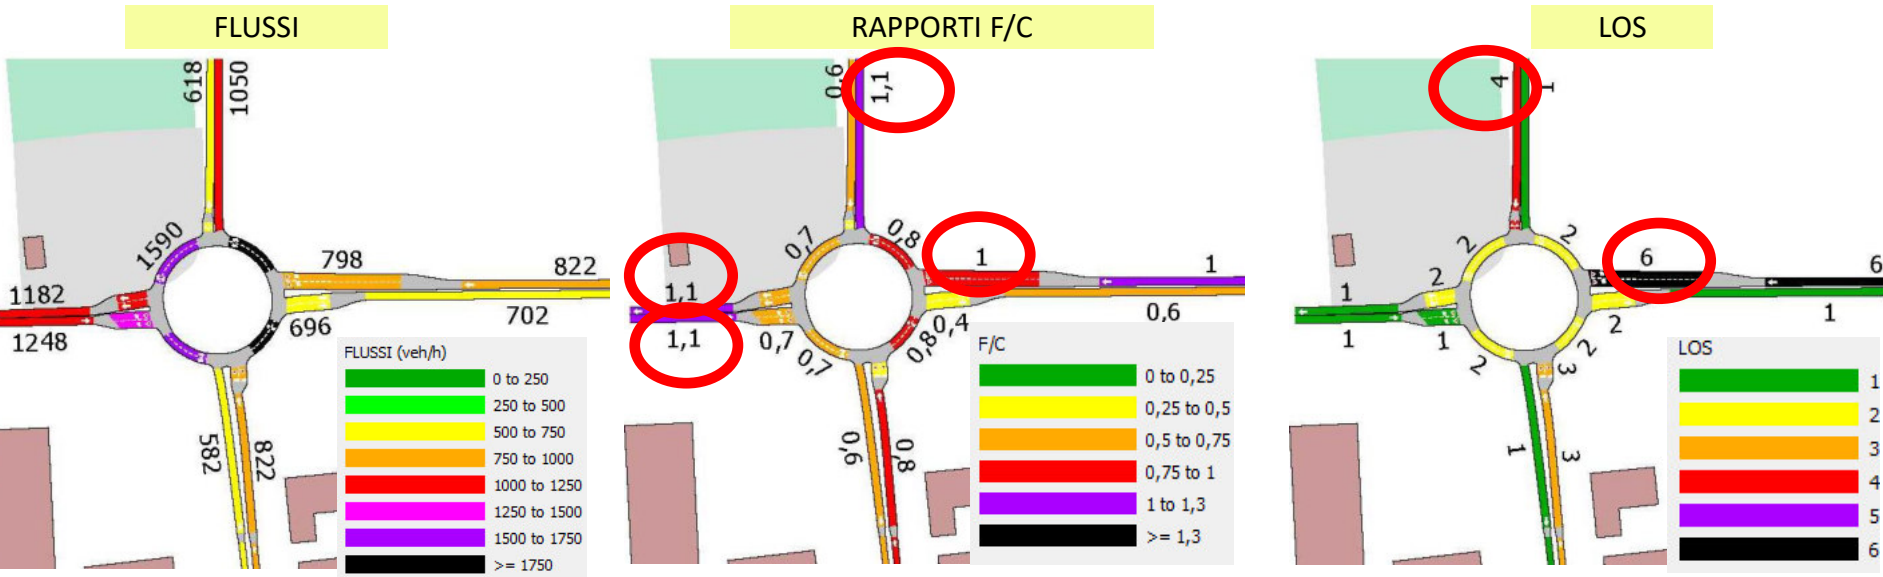 FLUSSI
618
1050
1590
798
822
1182
1248
696
702
582
822
FLUSSI (veh/h)
0 to 250
250 to 500
500 to 750
750 to 1000
1000 to 1250
1250 to 1500
1500 to 1750
>= 1750
RAPPORTI F/C
0,6
1,1
0,7
0,8
1
1
1,1
1,1
0,7
0,7
0,8
0,4
0,6
0,6
0,8
F/C
0 to 0,25
0,25 to 0,5
0,5 to 0,75
0,75 to 1
1 to 1,3
>= 1,3
LOS
4
1
2
2
6
6
1
2
2
1
1
1
2
2
3
1
3
LOS
1
2
3
4
5
6